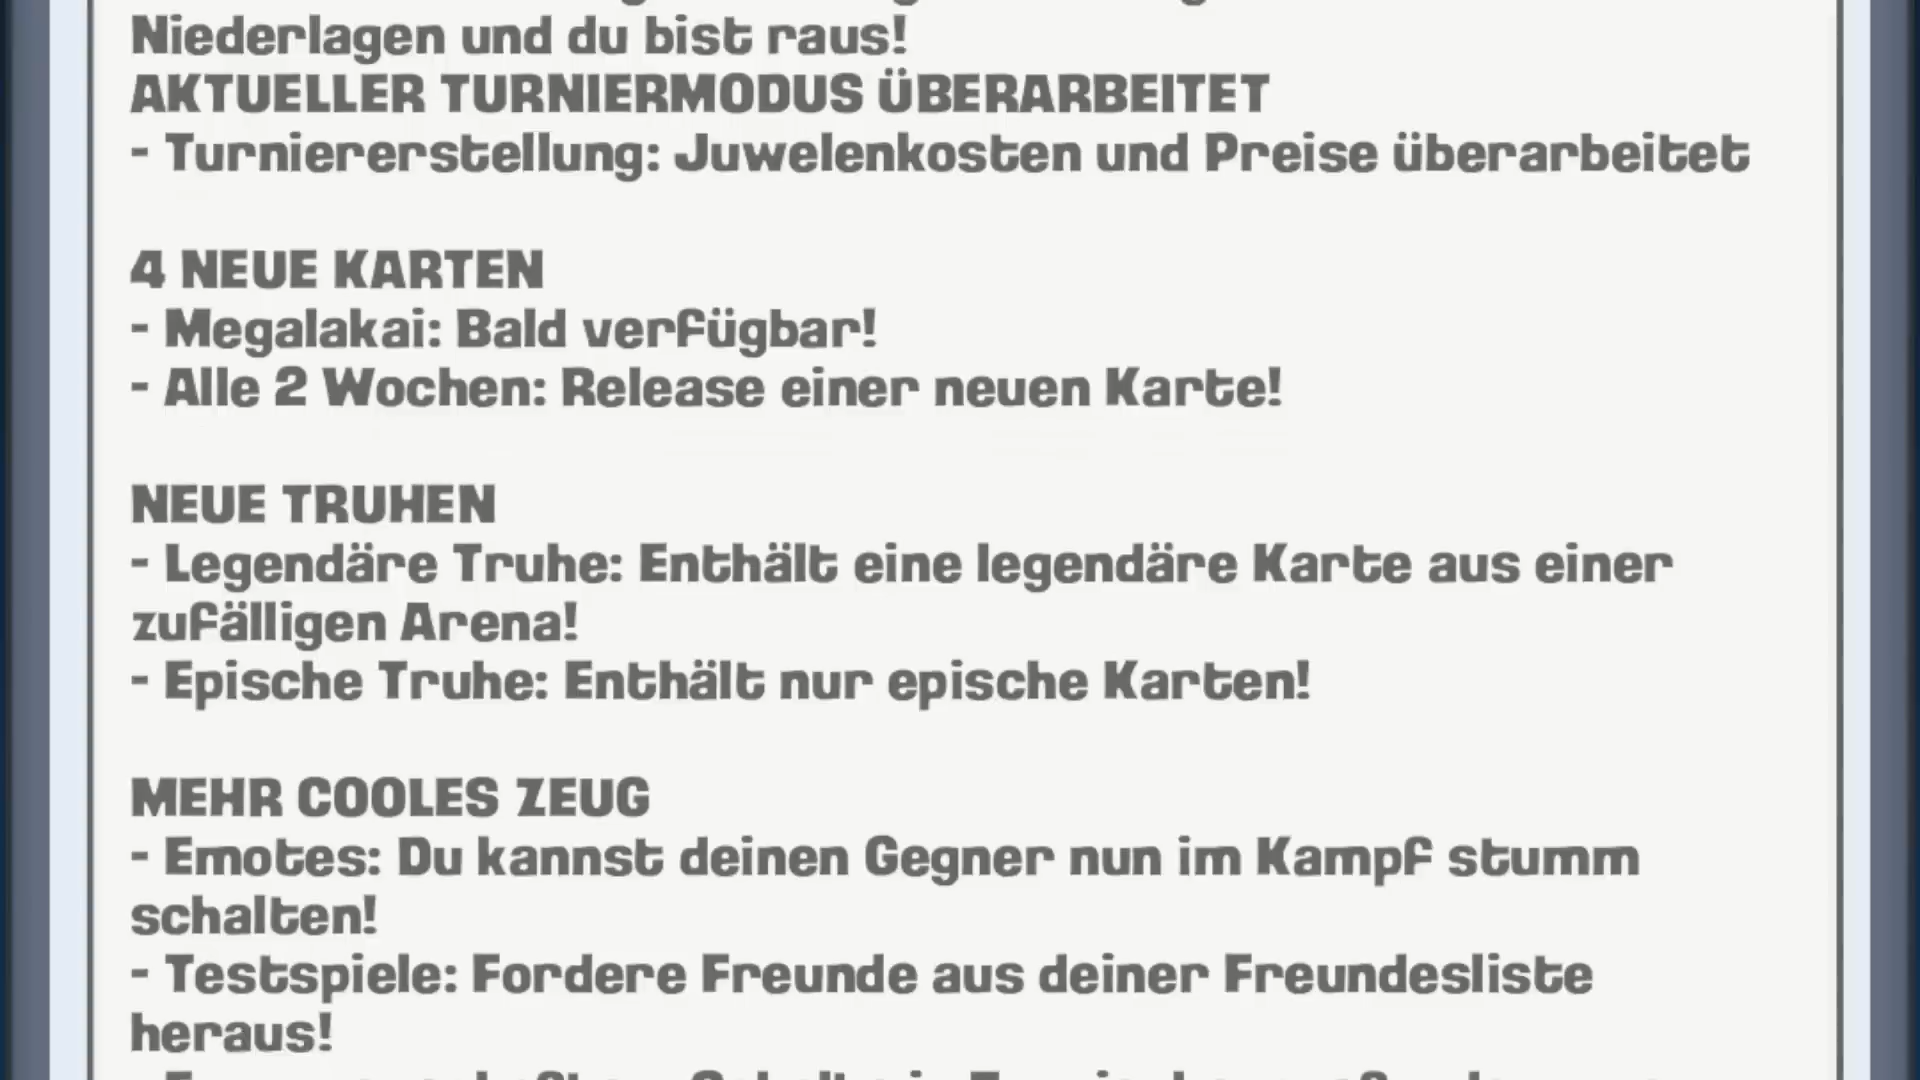 Niederlagen und du bist raus!
AKTUELLER TURNIERMODUS ÜBERARBEITET
- Turniererstellung: Juwelenkosten und Preise überarbeitet
4 NEUE KARTEN
- Megalakai: Bald verfügbar!
- Alle 2 Wochen: Release einer neuen Karte!
NEUE TRUHEN
- Legendäre Truhe: Enthält eine legendäre Karte aus einer
zufälligen Arena!
- Epische Truhe: Enthält nur epische Karten!
MEHR COOLES ZEUG
- Emotes: Du kannst deinen Gegner nun im Kampf stumm
schalten!
- Testspiele: Fordere Freunde aus deiner Freundesliste
heraus!